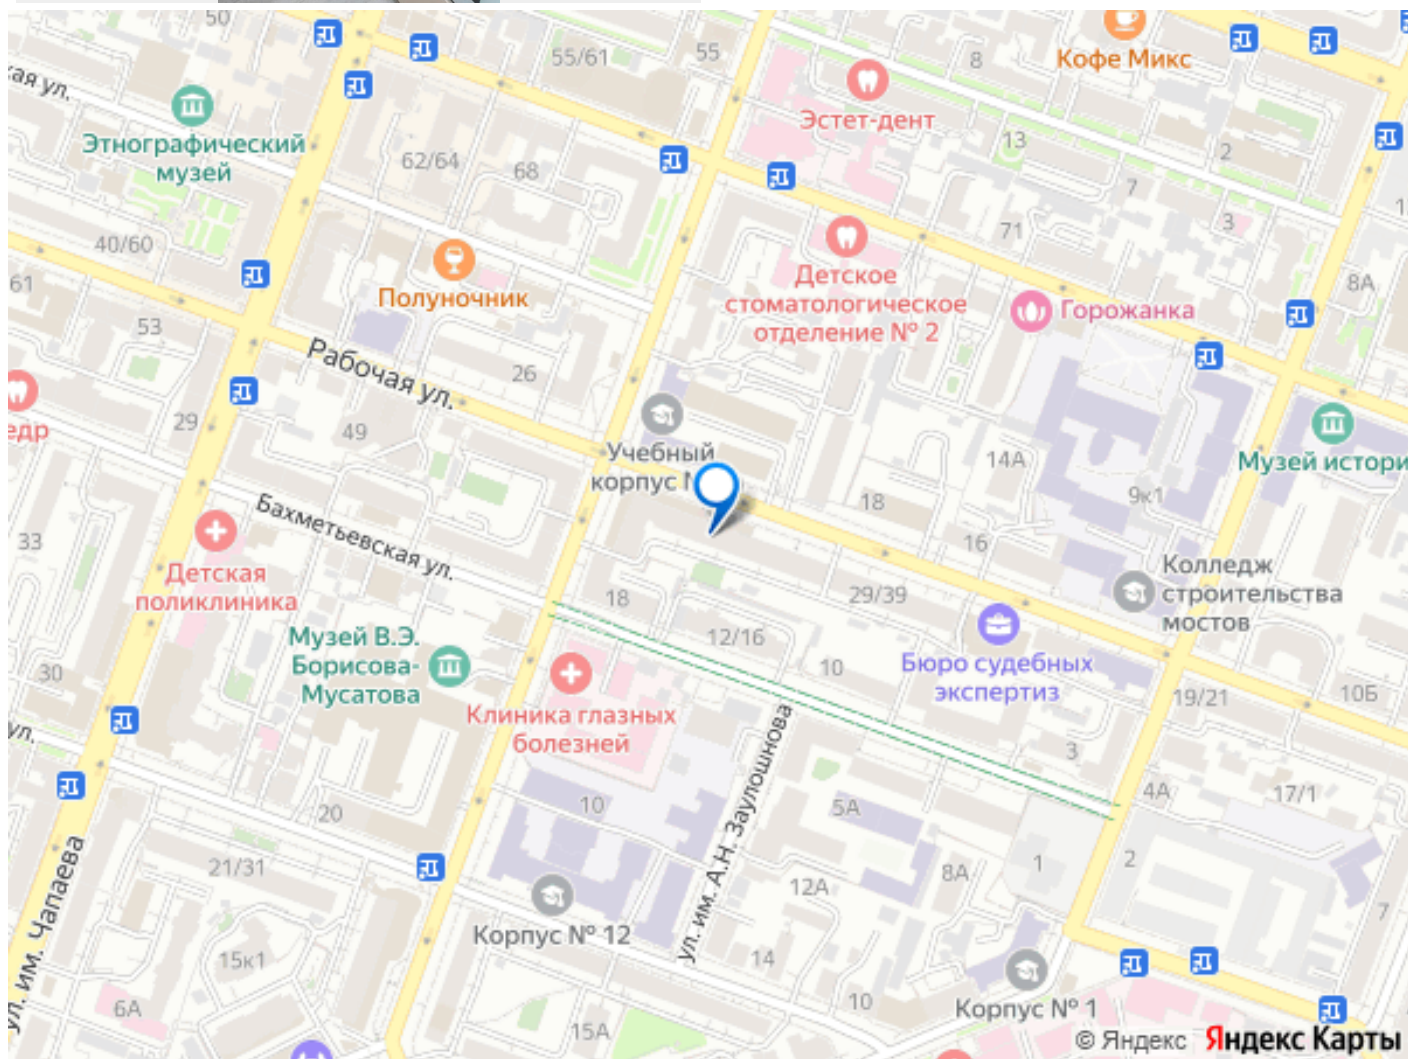 50
55/61
55
8
Кофе Микс
кая ул.
Эстет-дент
Этнографический
музей
62/64
68
13
2
7
3
1
40/60
71
Полуночник
Детское
стоматологическое
отделение № 2
Горожанка
8А
61
53
Рабочая ул.
26
29
49
едр
Учебный
корпус
14А
Музей истори
9к1
18
16
Бахметьевская ул.
33
Детская
поликлиника
Колледж
строительства
мостов
18
29/39
12/16
10
Музей В.Э.
Борисова-
Мусатова
Бюро судебных
экспертиз
30
19/21
10Б
Клиника глазных
болезней
ул.
3
ул. им. А.Н. Заулошнова
4А
17/1
10
5А
20
21/31
12А
8А
1
2
7
Корпус № 12
ул. им. Чапаева
15к1
14
6А
10
Корпус № 1
15А
© Яндекс Яндекс Карты